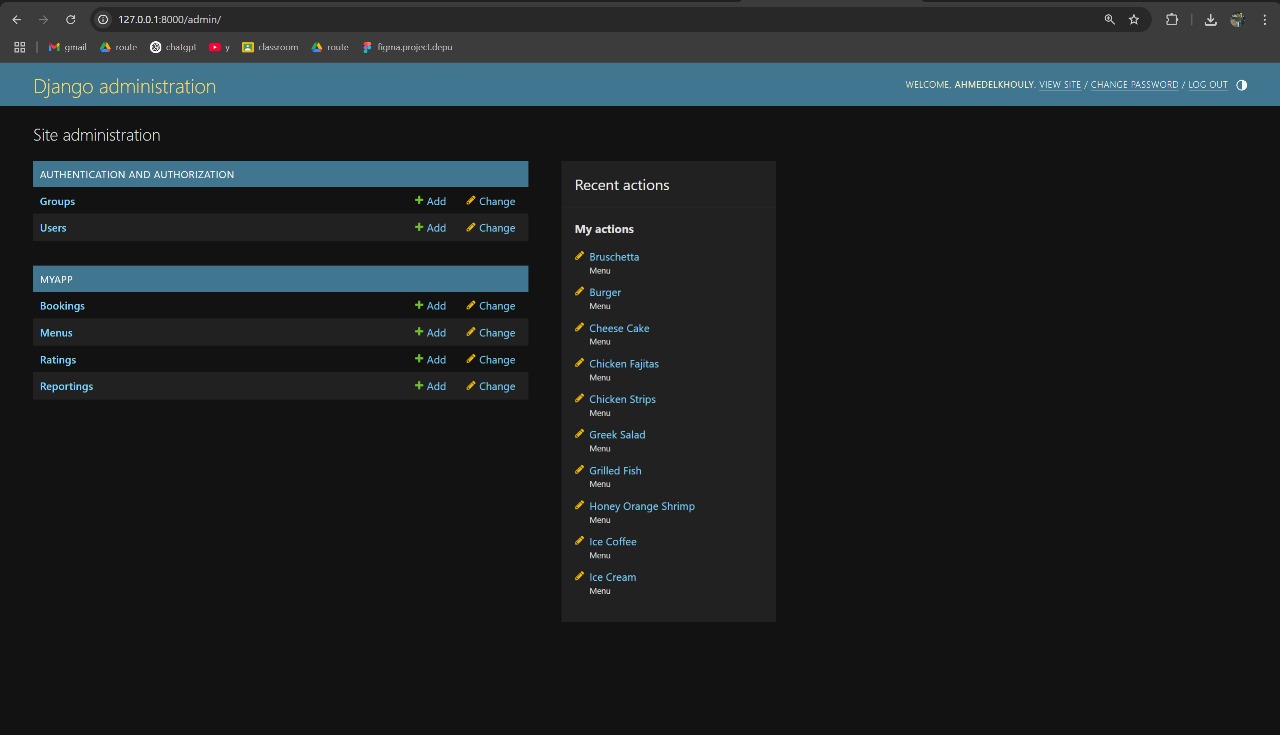 127.0.0.1:8000/admin/
gmail route chatgpt y classroom route figma.project.depu
Django administration
WELCOME, AHMEDELKHOULY. VIEW SITE / CHANGE PASSWORD / LOG OUT
Site administration
AUTHENTICATION AND AUTHORIZATION
Groups Add Change
Users Add Change
MYAPP
Bookings Add Change
Menus Add Change
Ratings Add Change
Reportings Add Change
Recent actions
My actions
Bruschetta
Menu
Burger
Menu
Cheese Cake
Menu
Chicken Fajitas
Menu
Chicken Strips
Menu
Greek Salad
Menu
Grilled Fish
Menu
Honey Orange Shrimp
Menu
Ice Coffee
Menu
Ice Cream
Menu